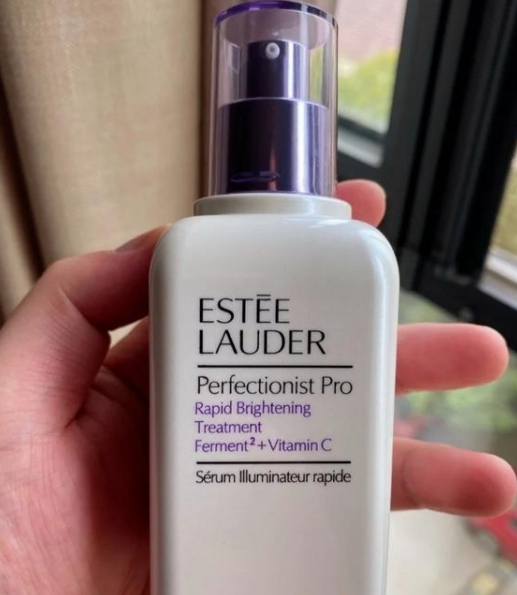 ESTĒE
LAUDER
Perfectionist Pro
Rapid Brightening
Treatment
Ferment²+Vitamin C
Sérum Illuminateur rapide